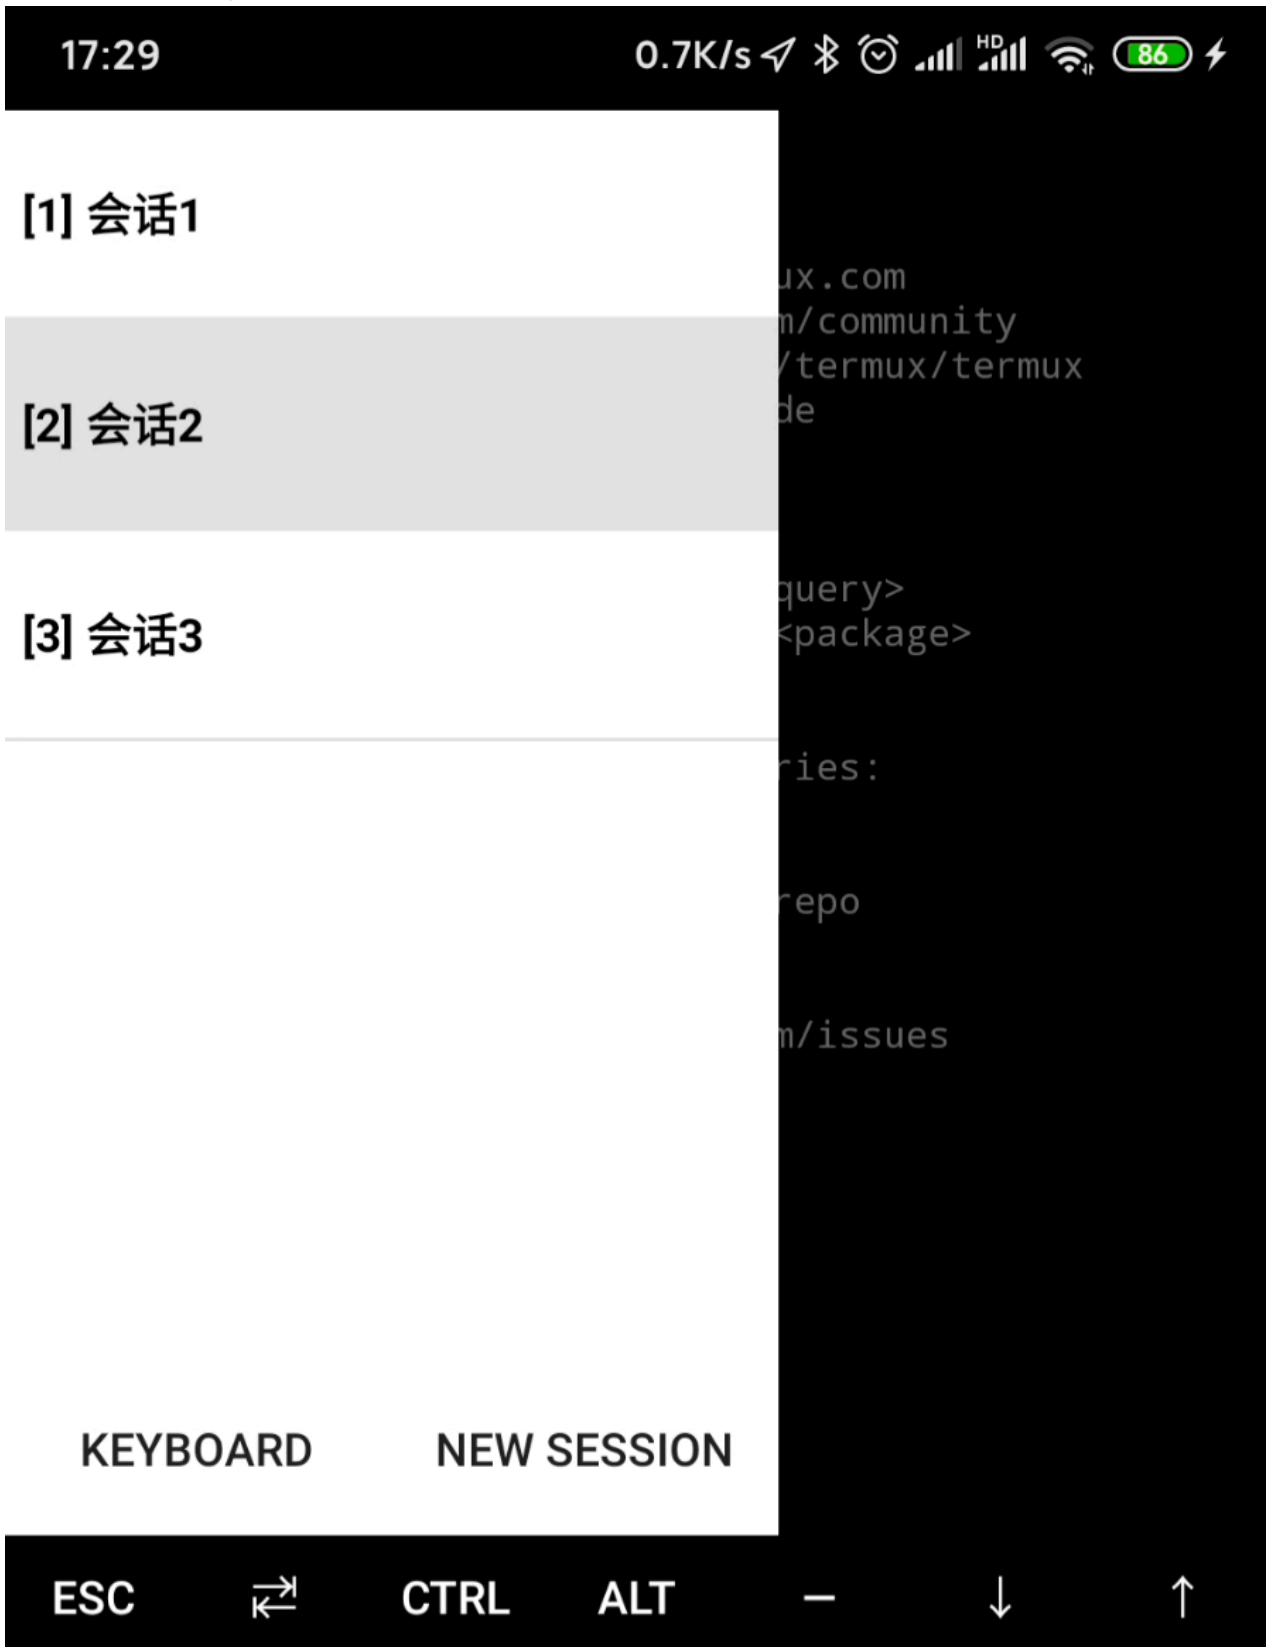 17:29 0.7K/s HD 86
[1] 会话1
ux.com
m/community
/termux/termux
[2] 会话2
de
query>
[3] 会话3
<package>
ries:
repo
m/issues
KEYBOARD NEW SESSION
ESC CTRL ALT — ↓ ↑